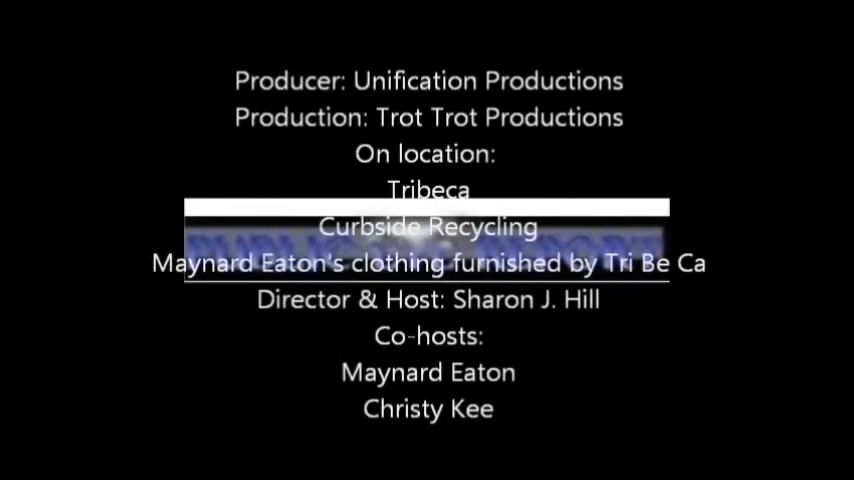 Producer: Unification Productions
Production: Trot Trot Productions
On location:
Tribeca
Curbside Recycling
Maynard Eaton's clothing furnished by Tri Be Ca
Director & Host: Sharon J. Hill
Co-hosts:
Maynard Eaton
Christy Kee